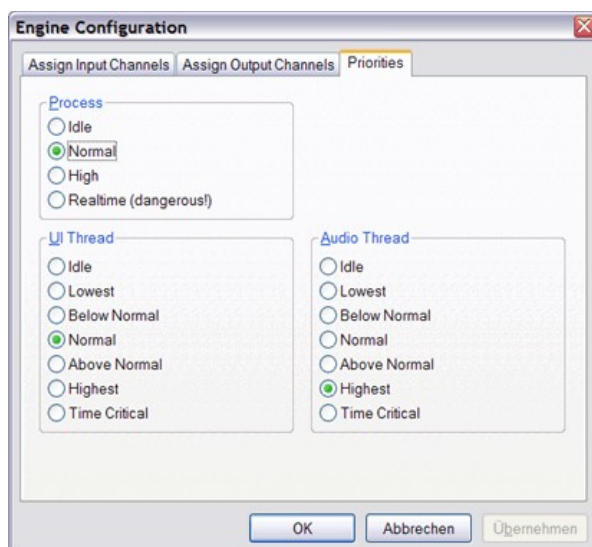 Engine Configuration
Assign Input Channels
Assign Output Channels
Priorities
Process
Idle
Normal
High
Realtime (dangerous!)
UI Thread
Idle
Lowest
Below Normal
Normal
Above Normal
Highest
Time Critical
Audio Thread
Idle
Lowest
Below Normal
Normal
Above Normal
Highest
Time Critical
OK
Abbrechen
Übernehmen